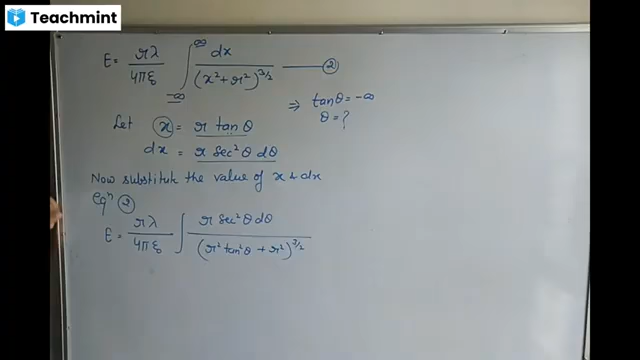 Teachmint
E = rλ/4πε₀ ∫_{-∞}^{∞} dx/(x²+r²)^{3/2} —— ②
⇒ tanθ = -∞
θ = ?
Let x = r tanθ
dx = r sec²θ dθ
Now substitute the value of x & dx
eqⁿ ②
E = rλ/4πε₀ ∫ r sec²θ dθ/(r² tan²θ + r²)^{3/2}